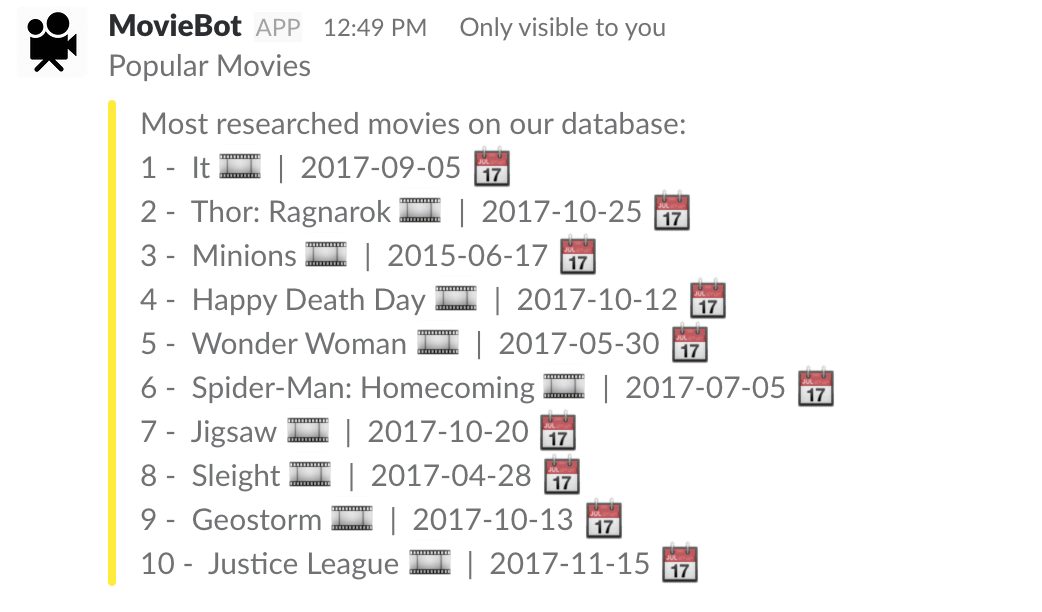 MovieBot APP 12:49 PM Only visible to you
Popular Movies
Most researched movies on our database:
1 - It 🎞 | 2017-09-05 📅
2 - Thor: Ragnarok 🎞 | 2017-10-25 📅
3 - Minions 🎞 | 2015-06-17 📅
4 - Happy Death Day 🎞 | 2017-10-12 📅
5 - Wonder Woman 🎞 | 2017-05-30 📅
6 - Spider-Man: Homecoming 🎞 | 2017-07-05 📅
7 - Jigsaw 🎞 | 2017-10-20 📅
8 - Sleight 🎞 | 2017-04-28 📅
9 - Geostorm 🎞 | 2017-10-13 📅
10 - Justice League 🎞 | 2017-11-15 📅